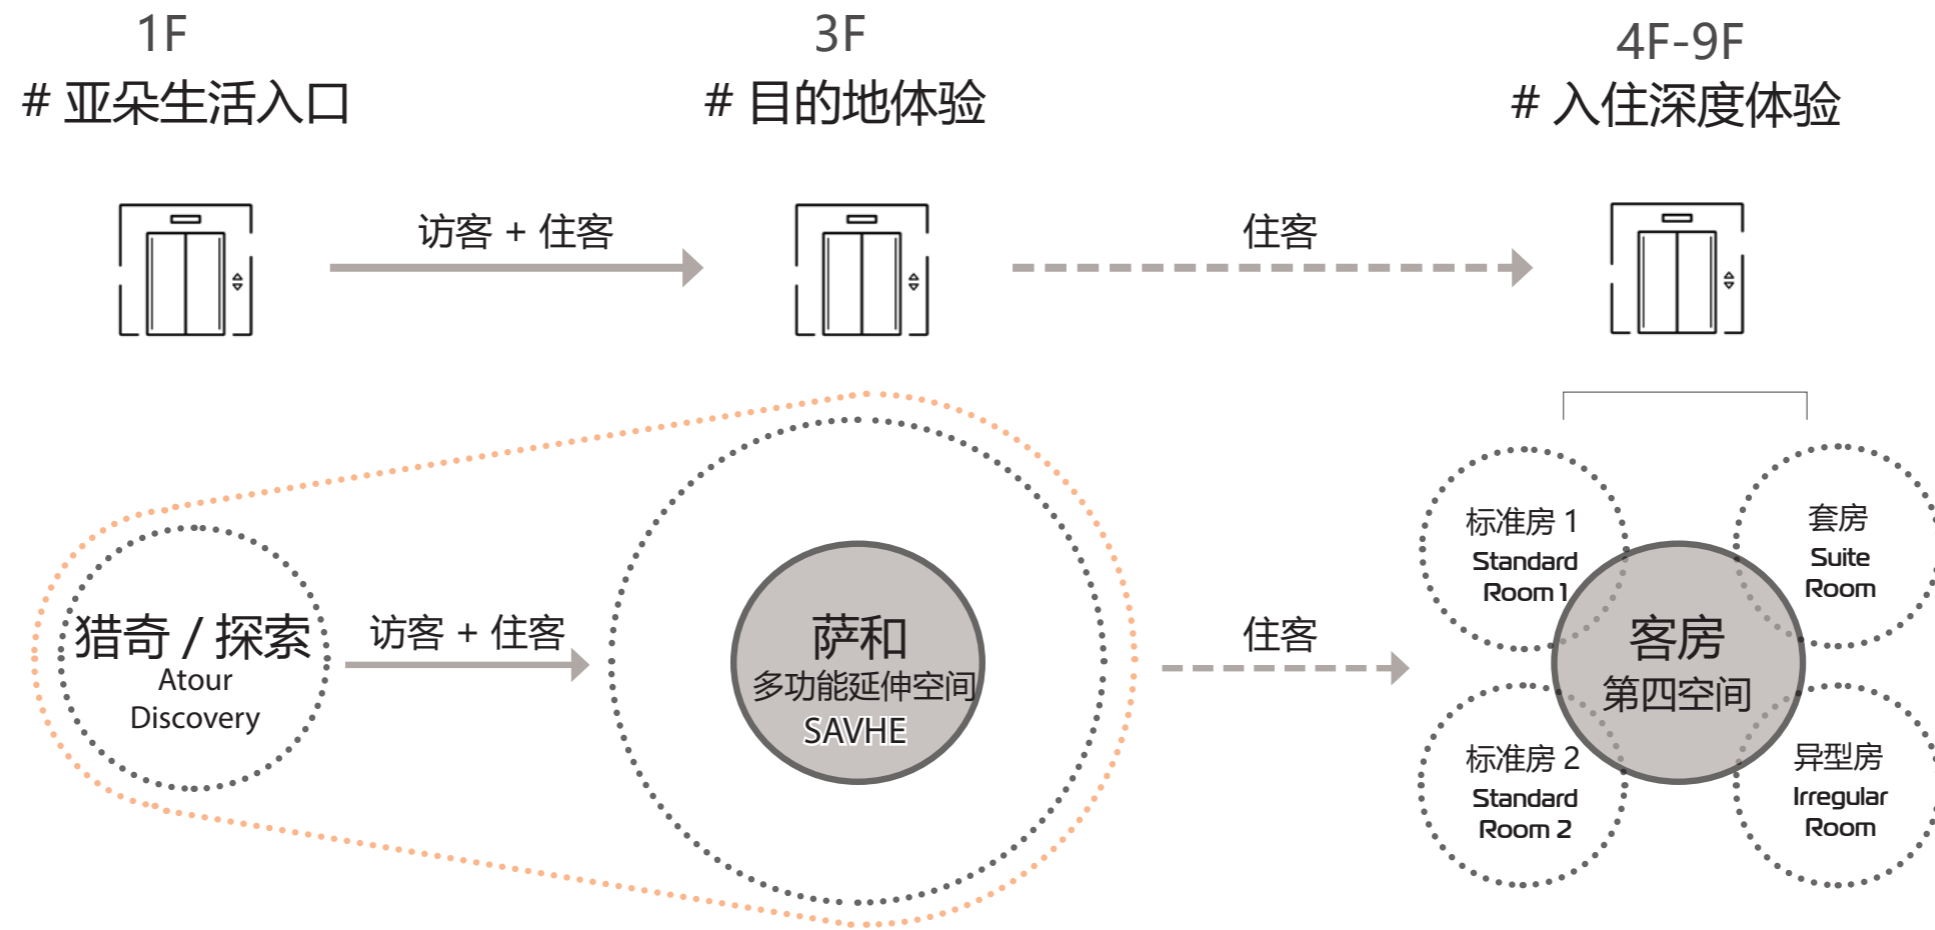 1F
# 亚朵生活入口
3F
# 目的地体验
4F-9F
# 入住深度体验
访客 + 住客
住客
猎奇 / 探索
Atour
Discovery
访客 + 住客
萨和
多功能延伸空间
SAVHE
住客
标准房 1
Standard
Room 1
套房
Suite
Room
客房
第四空间
标准房 2
Standard
Room 2
异型房
Irregular
Room